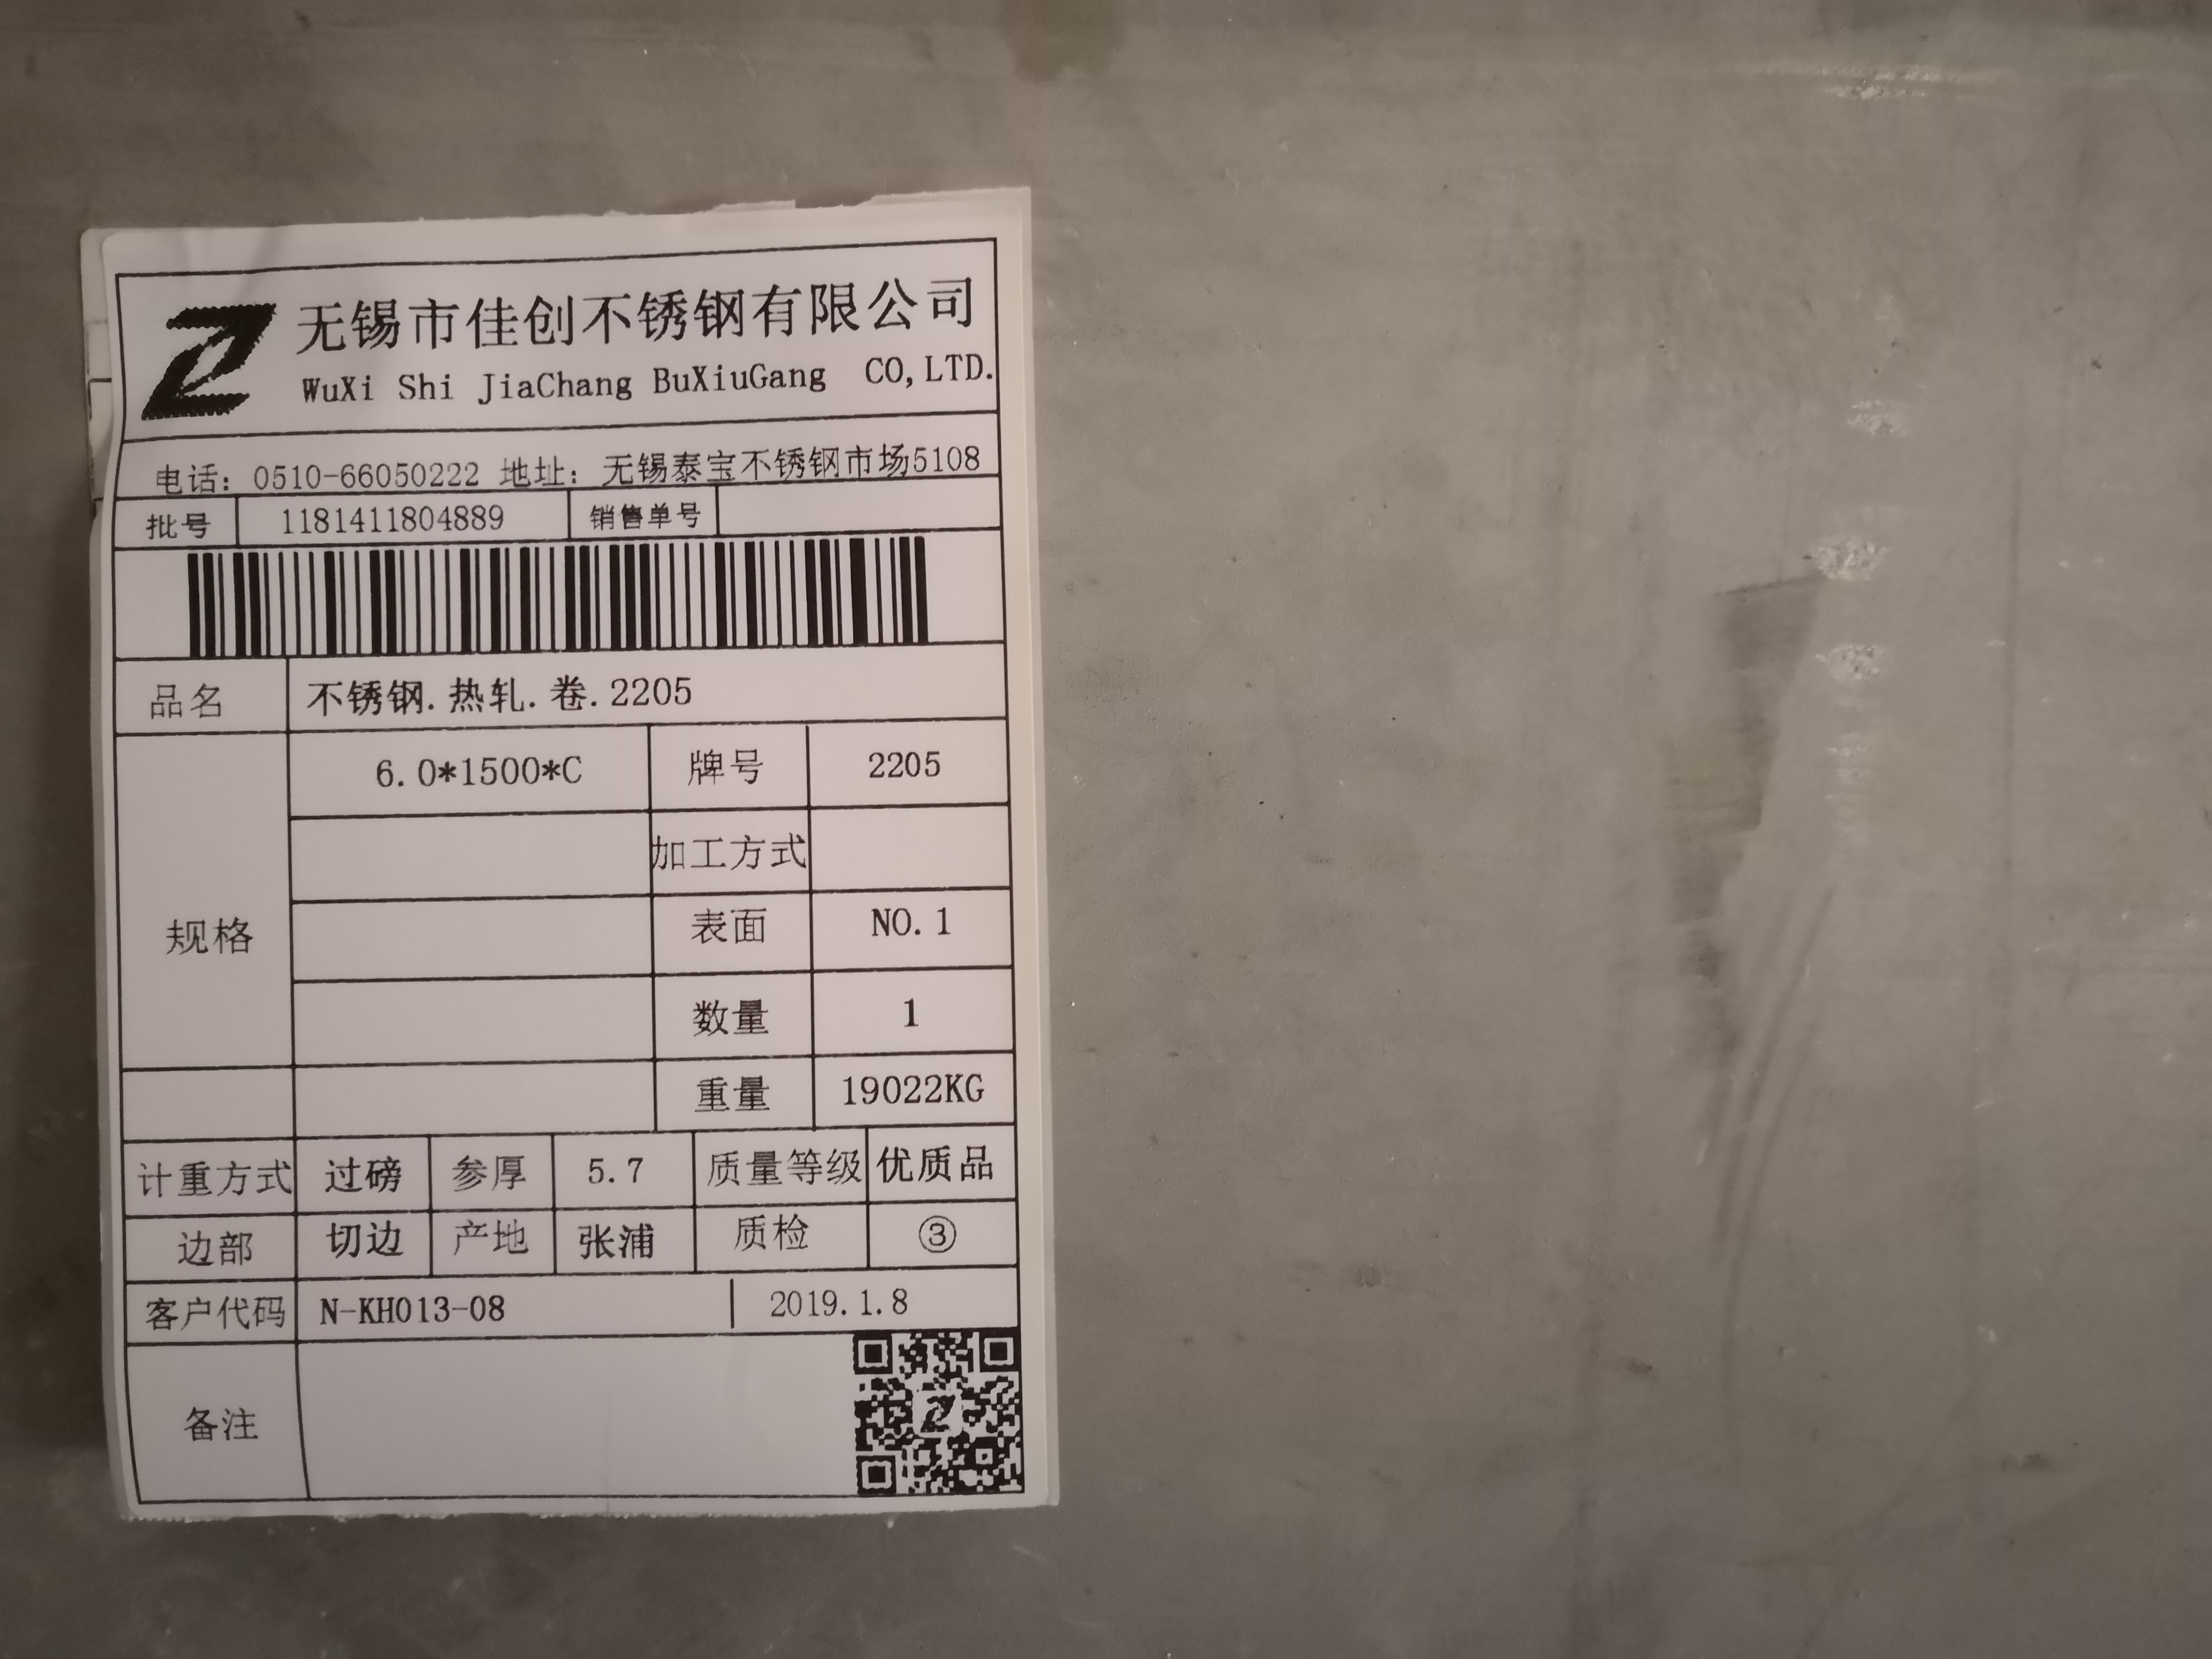 无锡市佳创不锈钢有限公司
WuXi Shi JiaChang BuXiuGang CO,LTD.
电话: 0510-66050222 地址: 无锡泰宝不锈钢市场5108
批号 1181411804889 销售单号
品名 不锈钢.热轧.卷.2205
规格 6.0*1500*C 牌号 2205
加工方式
表面 NO.1
数量 1
重量 19022KG
计重方式 过磅 参厚 5.7 质量等级 优质品
边部 切边 产地 张浦 质检 ③
客户代码 N-KH013-08 2019.1.8
备注